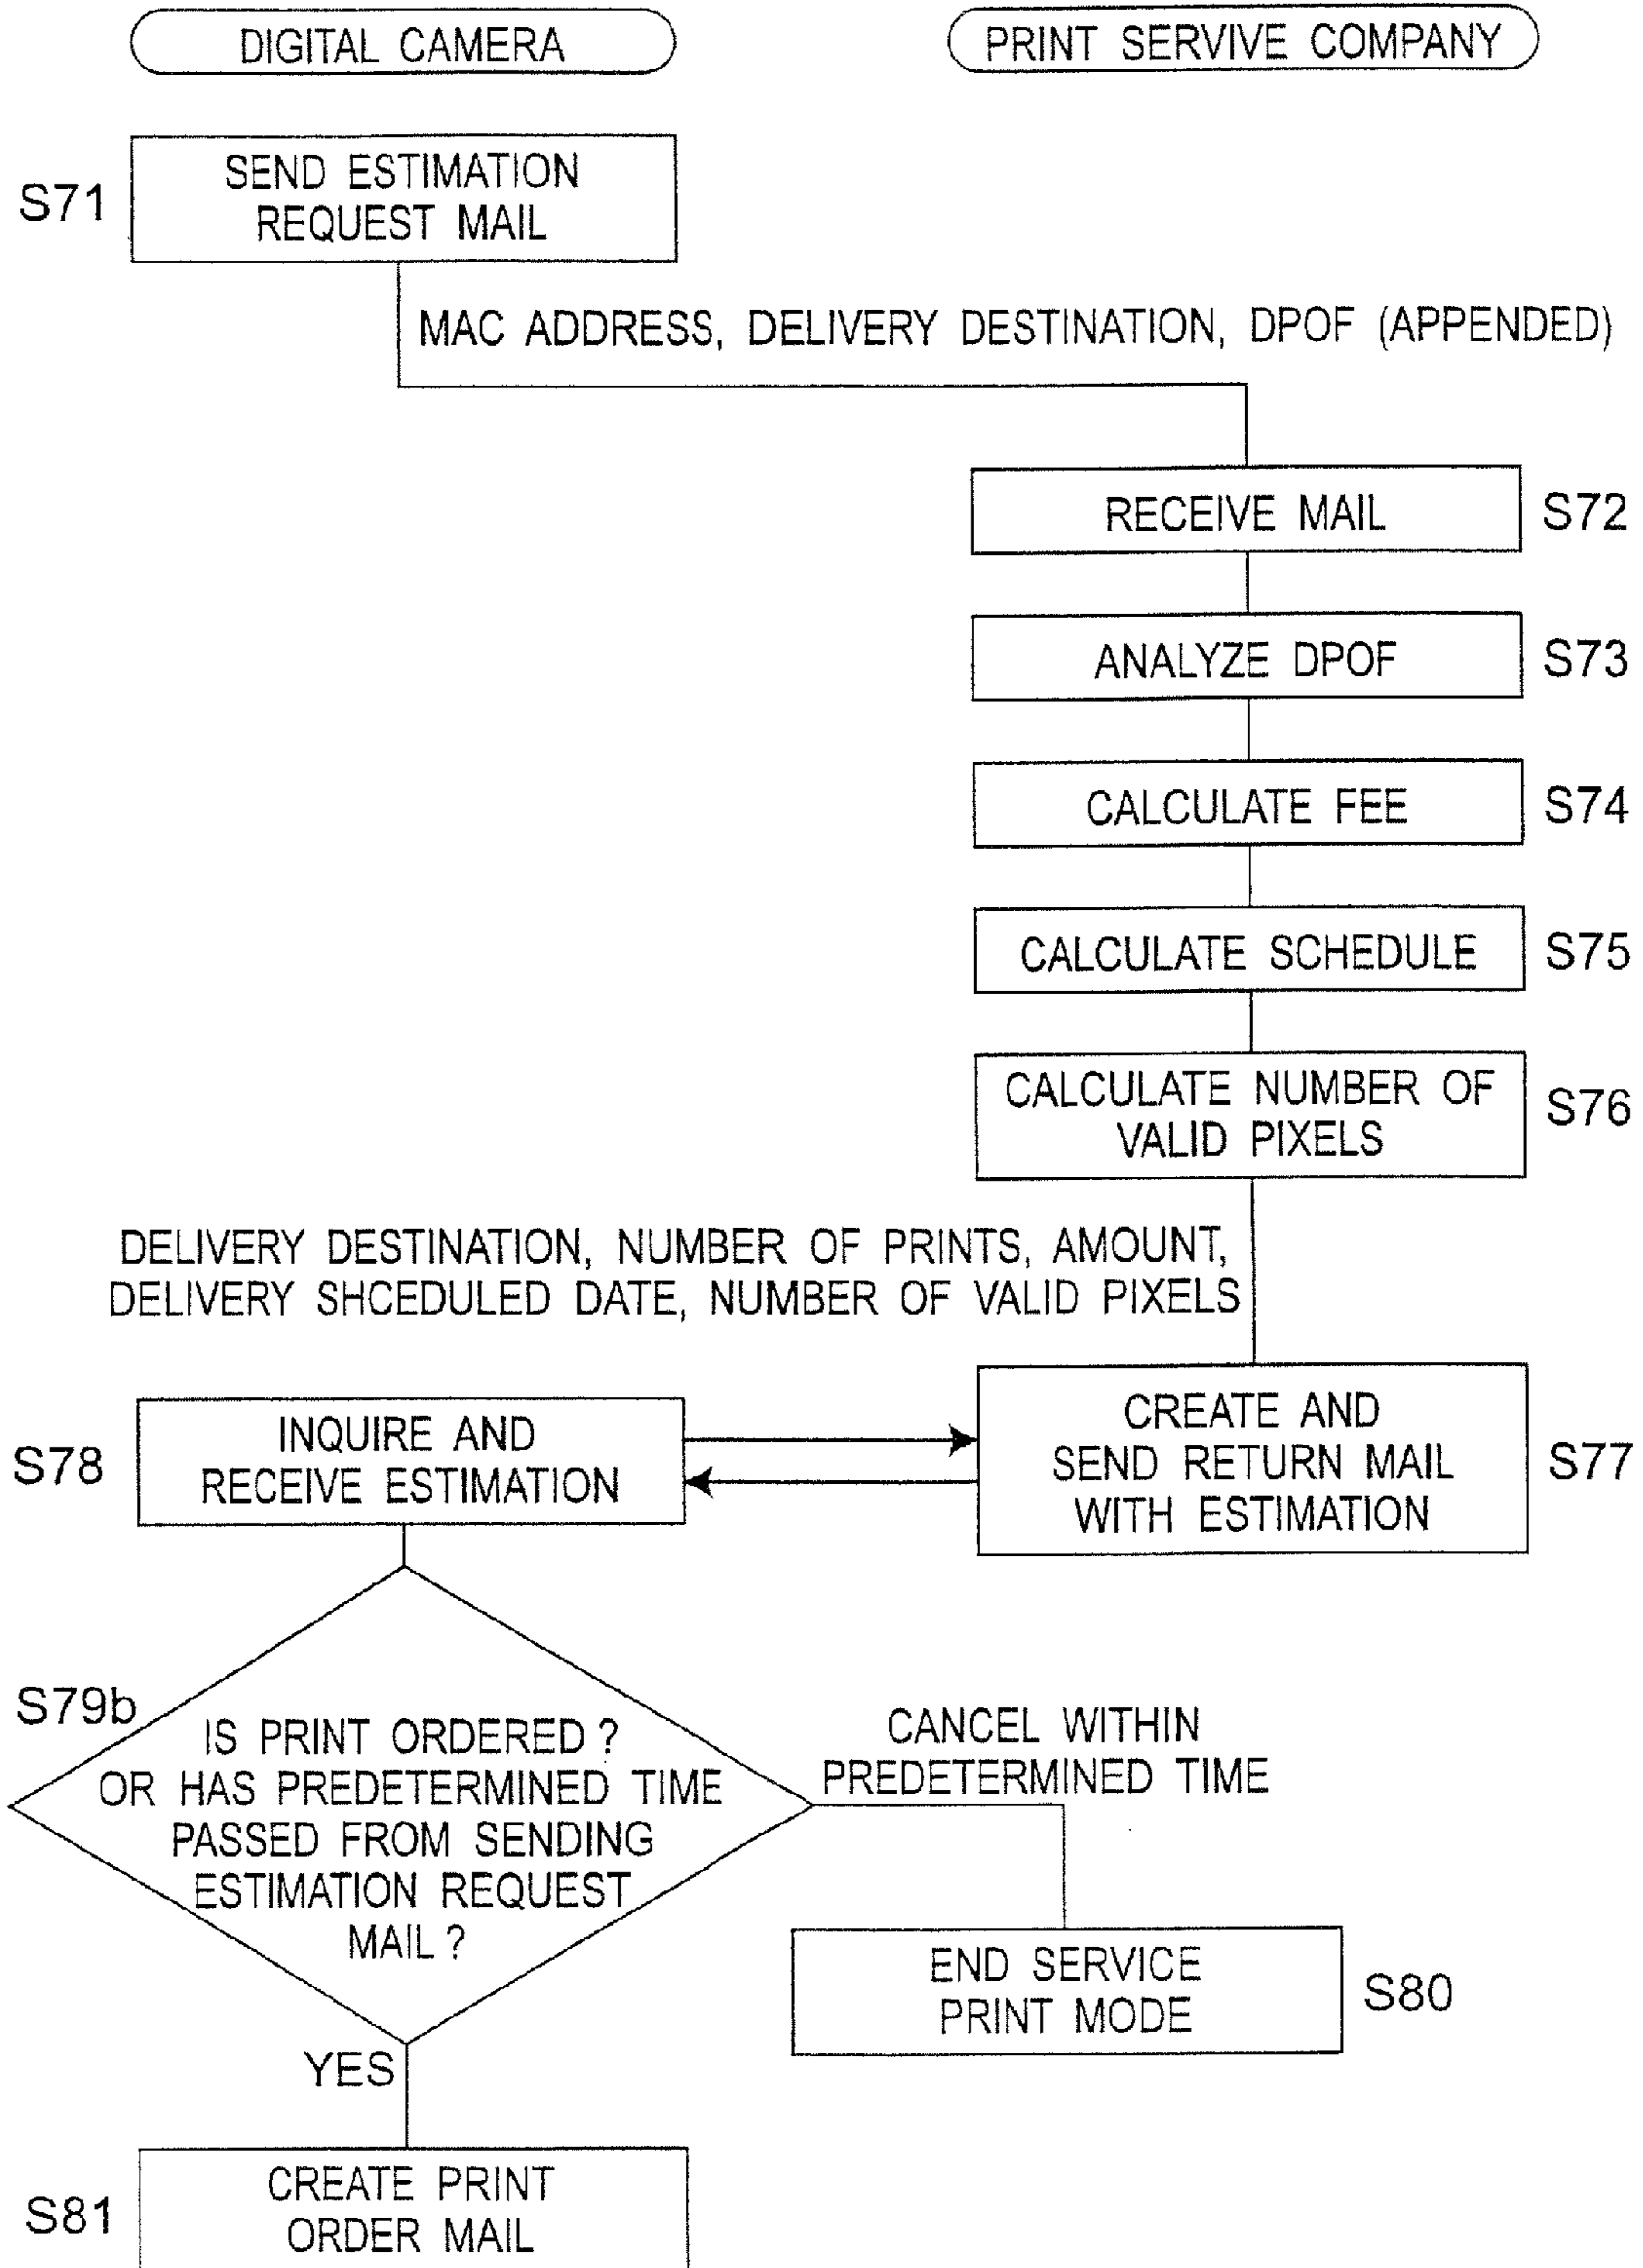 DIGITAL CAMERA
PRINT SERVIVE COMPANY
S71
SEND ESTIMATION
REQUEST MAIL
MAC ADDRESS, DELIVERY DESTINATION, DPOF (APPENDED)
RECEIVE MAIL
S72
ANALYZE DPOF
S73
CALCULATE FEE
S74
CALCULATE SCHEDULE
S75
CALCULATE NUMBER OF
VALID PIXELS
S76
DELIVERY DESTINATION, NUMBER OF PRINTS, AMOUNT,
DELIVERY SHCEDULED DATE, NUMBER OF VALID PIXELS
S78
INQUIRE AND
RECEIVE ESTIMATION
CREATE AND
SEND RETURN MAIL
WITH ESTIMATION
S77
S79b
IS PRINT ORDERED ?
OR HAS PREDETERMINED TIME
PASSED FROM SENDING
ESTIMATION REQUEST
MAIL ?
CANCEL WITHIN
PREDETERMINED TIME
END SERVICE
PRINT MODE
S80
YES
S81
CREATE PRINT
ORDER MAIL